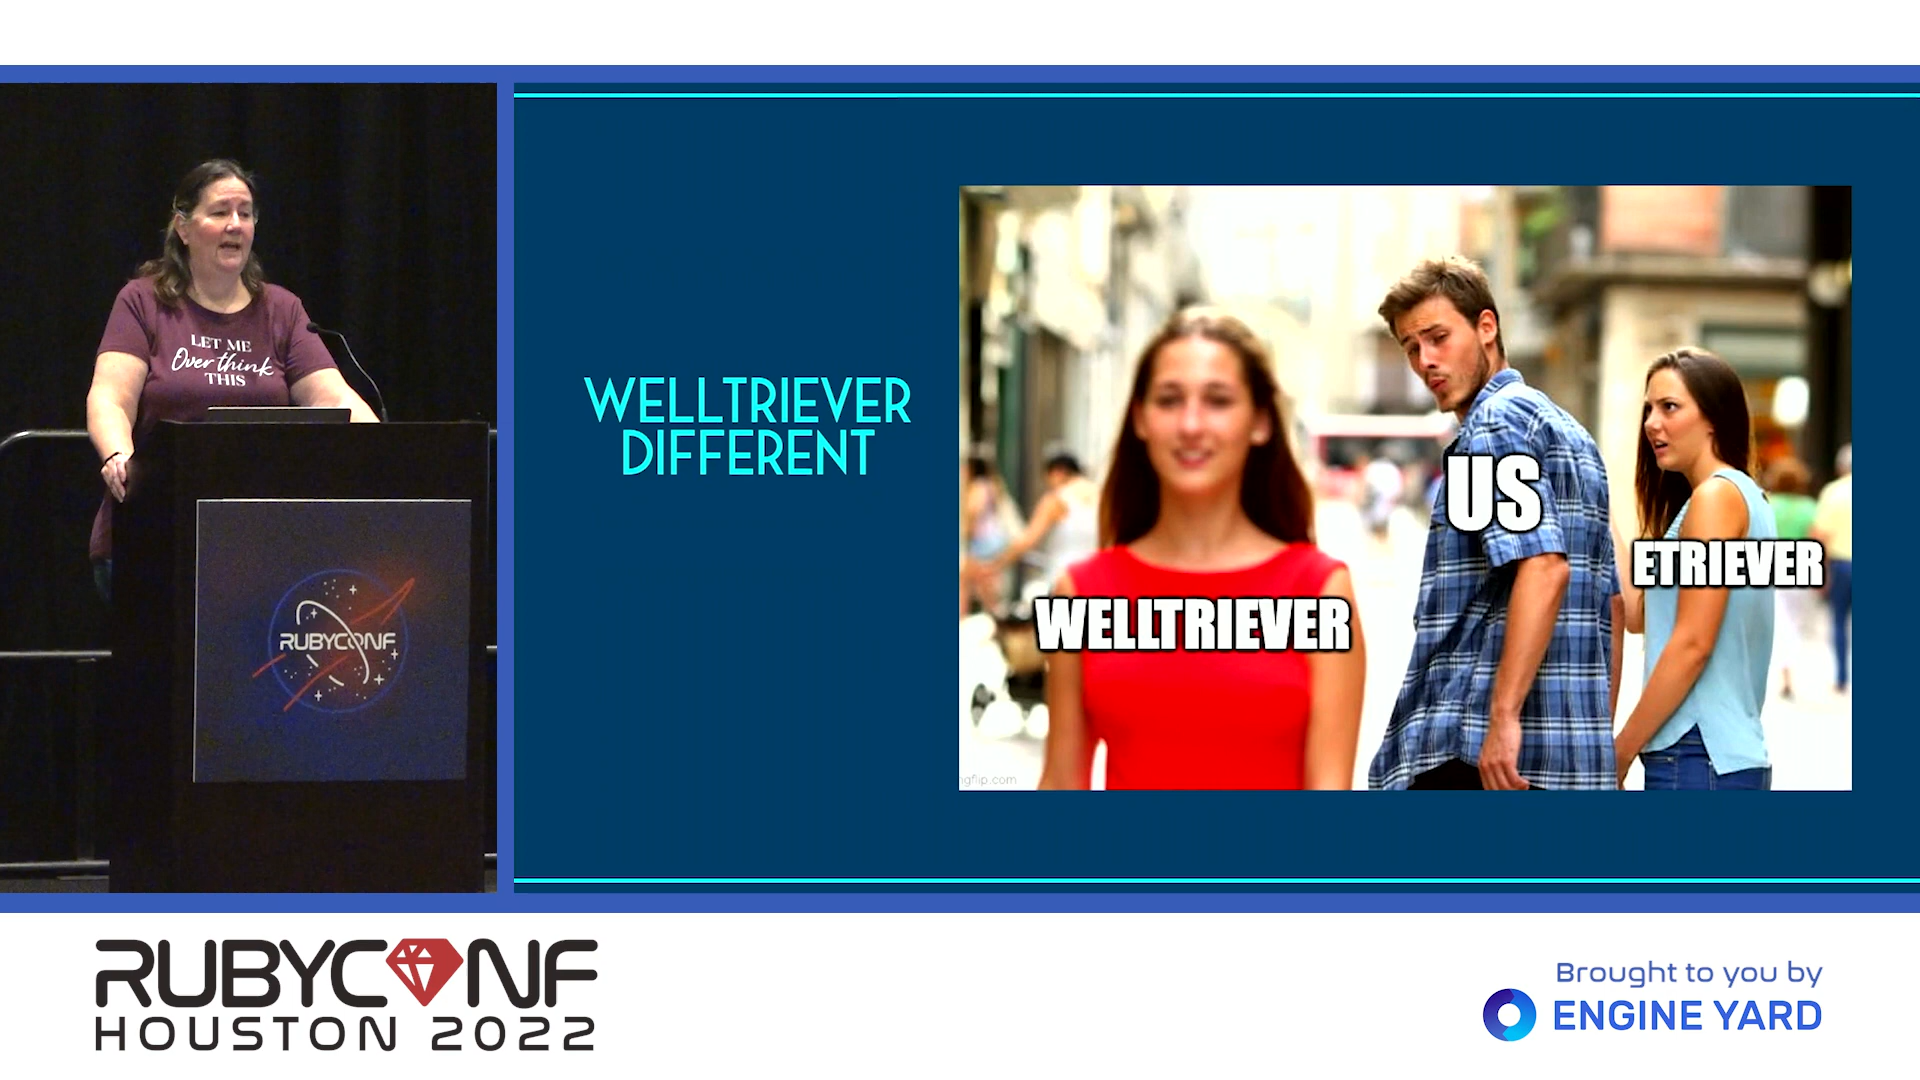 LET ME
Over think
THIS
RUBYCONF
WELLTRIEVER
DIFFERENT
US
ETRIEVER
WELLTRIEVER
gflip.com
RUBYCONF
HOUSTON 2022
Brought to you by
ENGINE YARD